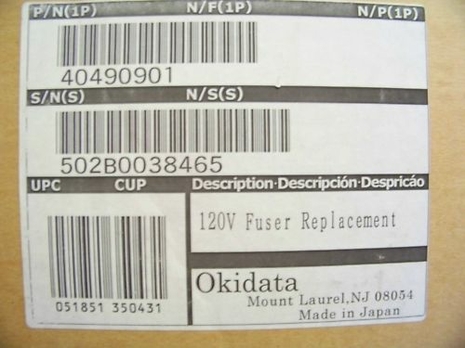 P/N(1P) N/F(1P) N/P(1P)
40490901
S/N(S) N/S(S)
502B0038465
UPC CUP Description·Descripción·Despricáo
120V Fuser Replacement
051851 350431
Okidata
Mount Laurel,NJ 08054
Made in Japan